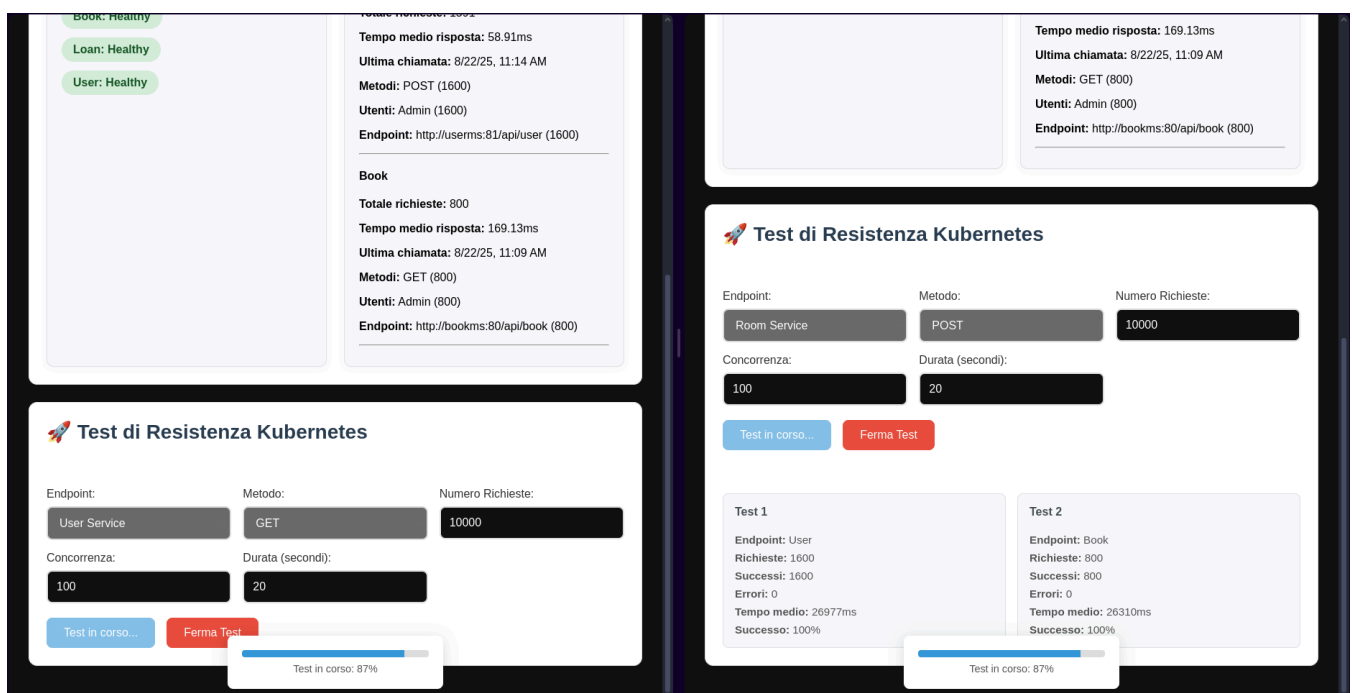 Book: Healthy
Loan: Healthy
User: Healthy
Totale richieste: 1591
Tempo medio risposta: 58.91ms
Ultima chiamata: 8/22/25, 11:14 AM
Metodi: POST (1600)
Utenti: Admin (1600)
Endpoint: http://userms:81/api/user (1600)
Book
Totale richieste: 800
Tempo medio risposta: 169.13ms
Ultima chiamata: 8/22/25, 11:09 AM
Metodi: GET (800)
Utenti: Admin (800)
Endpoint: http://bookms:80/api/book (800)
🚀 Test di Resistenza Kubernetes
Endpoint: Metodo: Numero Richieste:
User Service GET 10000
Concorrenza: Durata (secondi):
100 20
Test in corso... Ferma Test
Test in corso: 87%
Tempo medio risposta: 169.13ms
Ultima chiamata: 8/22/25, 11:09 AM
Metodi: GET (800)
Utenti: Admin (800)
Endpoint: http://bookms:80/api/book (800)
🚀 Test di Resistenza Kubernetes
Endpoint: Metodo: Numero Richieste:
Room Service POST 10000
Concorrenza: Durata (secondi):
100 20
Test in corso... Ferma Test
Test 1
Endpoint: User
Richieste: 1600
Successi: 1600
Errori: 0
Tempo medio: 26977ms
Successo: 100%
Test 2
Endpoint: Book
Richieste: 800
Successi: 800
Errori: 0
Tempo medio: 26310ms
Successo: 100%
Test in corso: 87%